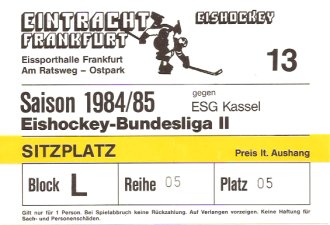 EINTRACHT EISHOCKEY
FRANKFURT
Eissporthalle Frankfurt
Am Ratsweg – Ostpark
13
Saison 1984/85 gegen
ESG Kassel
Eishockey-Bundesliga II
SITZPLATZ Preis lt. Aushang
Block L Reihe 05 Platz 05
Gilt nur für 1 Person. Bei Spielabbruch keine Rückzahlung. Auf Verlangen vorzeigen. Keine Haftung für
Sach- und Personenschäden.